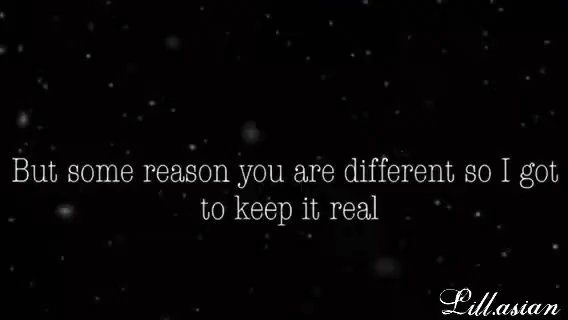 But some reason you are different so I got
to keep it real
Lill.asian